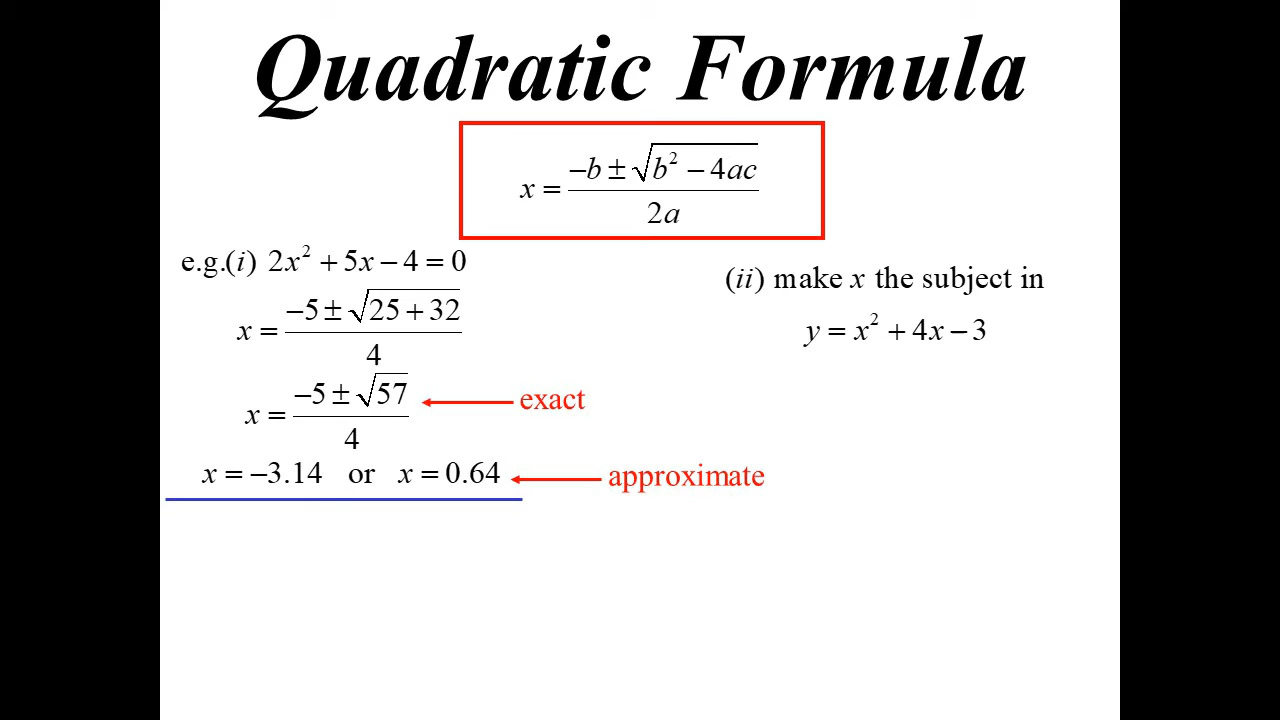 Quadratic Formula
x = (−b ± √(b² − 4ac)) / 2a
e.g.(i) 2x² + 5x − 4 = 0
x = (−5 ± √(25 + 32)) / 4
x = (−5 ± √57) / 4 ← exact
x = −3.14 or x = 0.64 ← approximate
(ii) make x the subject in
y = x² + 4x − 3